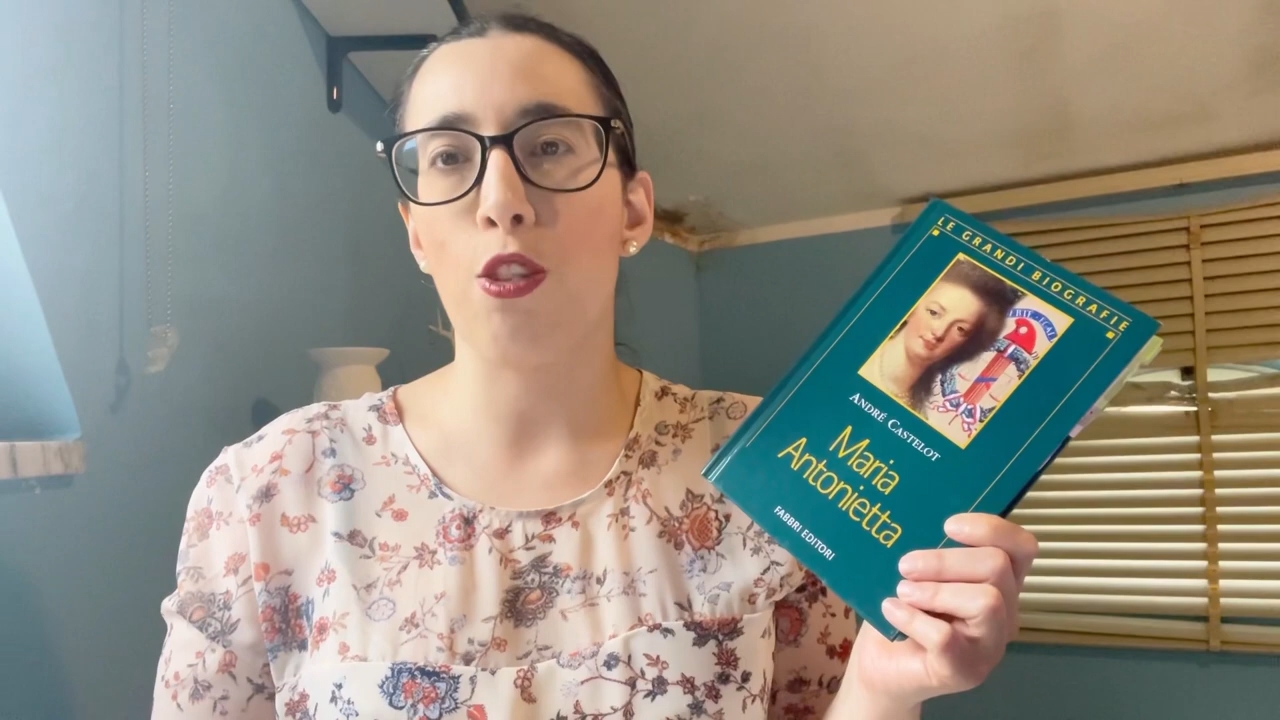 LE GRANDI BIOGRAFIE
ANDRÉ CASTELOT
Maria
Antonietta
FABBRI EDITORI